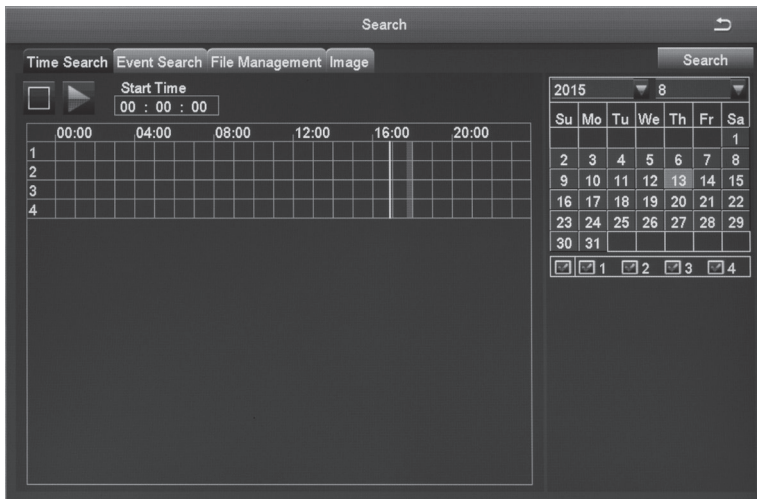 Search
Time Search Event Search File Management Image Search
Start Time
00 : 00 : 00
00:00 04:00 08:00 12:00 16:00 20:00
1
2
3
4
2015 8
Su Mo Tu We Th Fr Sa
1
2 3 4 5 6 7 8
9 10 11 12 13 14 15
16 17 18 19 20 21 22
23 24 25 26 27 28 29
30 31
1 2 3 4